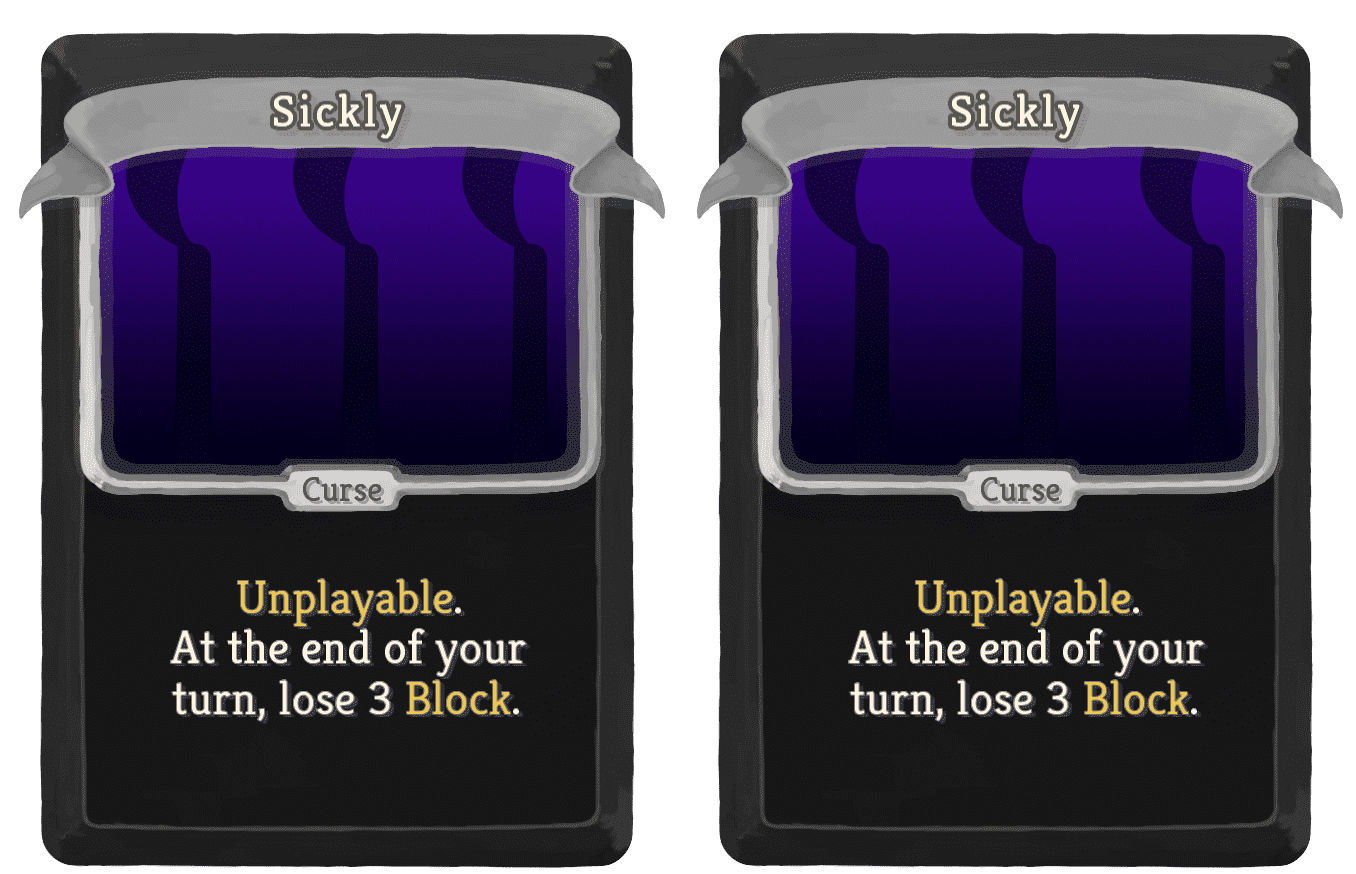 Sickly
Curse
Unplayable.
At the end of your
turn, lose 3 Block.
Sickly
Curse
Unplayable.
At the end of your
turn, lose 3 Block.